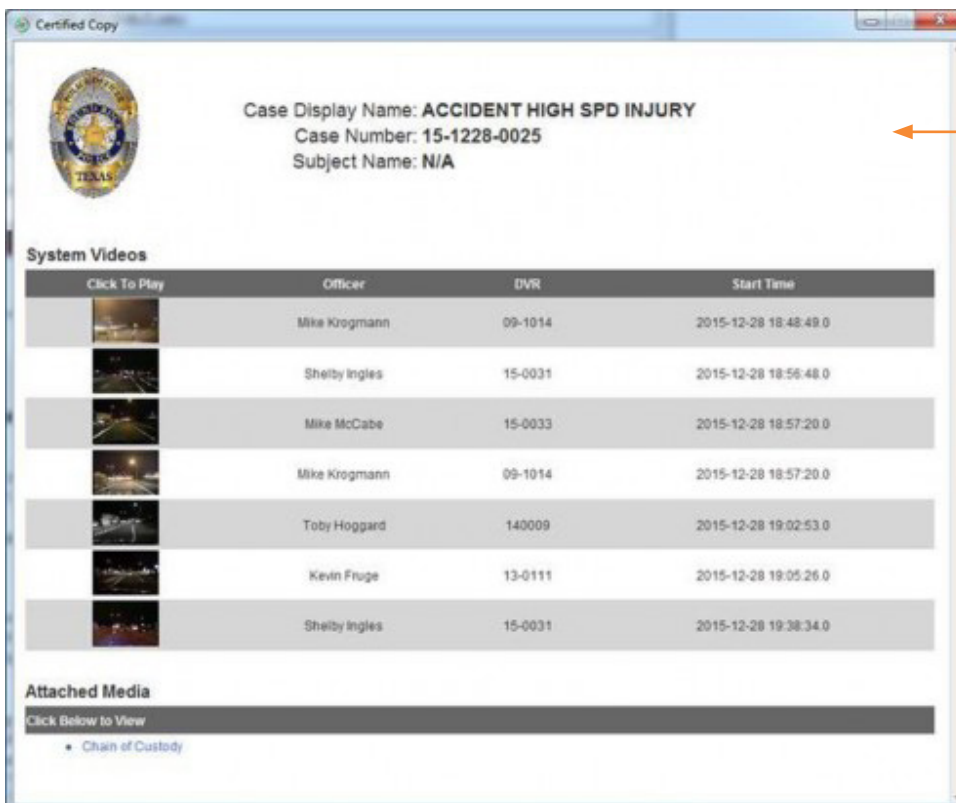 Certified Copy
POLICE OFFICER
ROUND ROCK
POLICE
TEXAS
Case Display Name: ACCIDENT HIGH SPD INJURY
Case Number: 15-1228-0025
Subject Name: N/A
System Videos
Click To Play Officer DVR Start Time
Mike Krogmann 09-1014 2015-12-28 18:48:49.0
Shelby Ingles 15-0031 2015-12-28 18:56:48.0
Mike McCabe 15-0033 2015-12-28 18:57:20.0
Mike Krogmann 09-1014 2015-12-28 18:57:20.0
Toby Hoggard 140009 2015-12-28 19:02:53.0
Kevin Fruge 13-0111 2015-12-28 19:05:26.0
Shelby Ingles 15-0031 2015-12-28 19:38:34.0
Attached Media
Click Below to View
• Chain of Custody